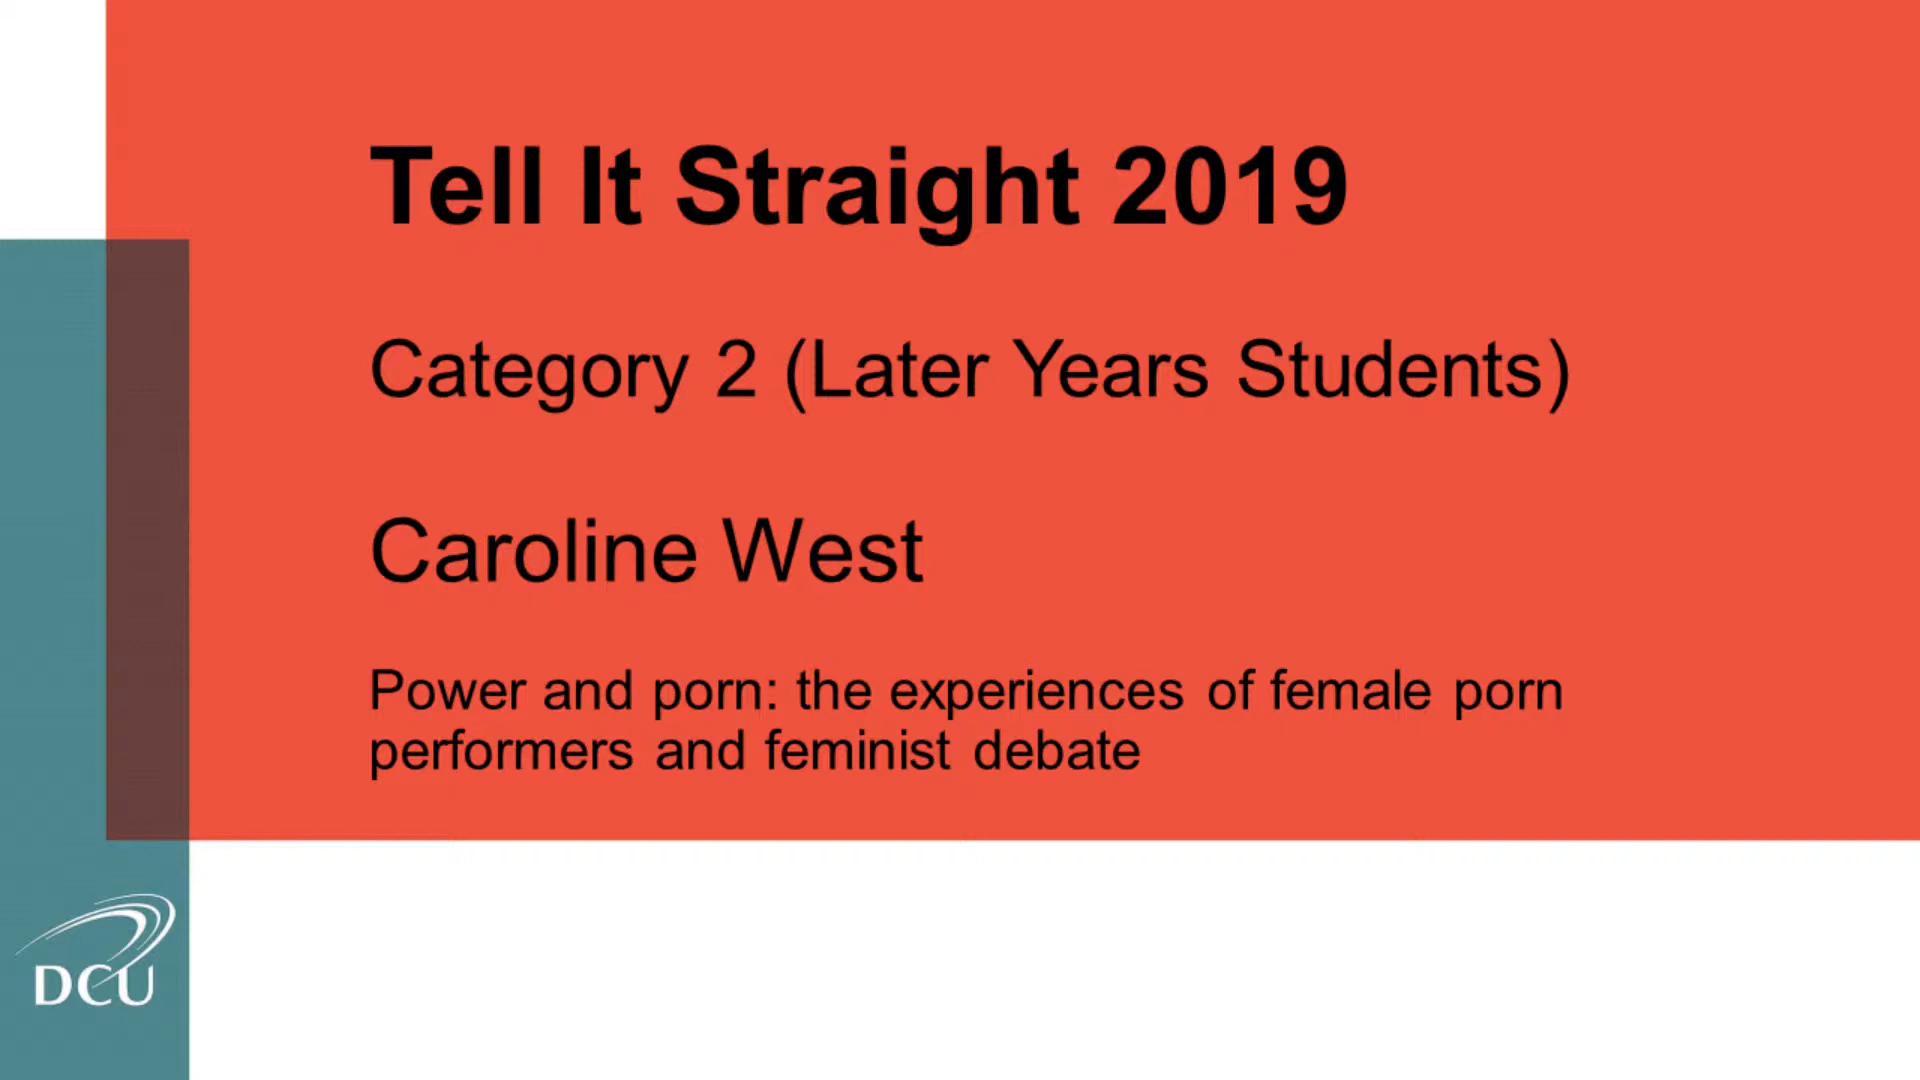 Tell It Straight 2019
Category 2 (Later Years Students)
Caroline West
Power and porn: the experiences of female porn
performers and feminist debate
DCU